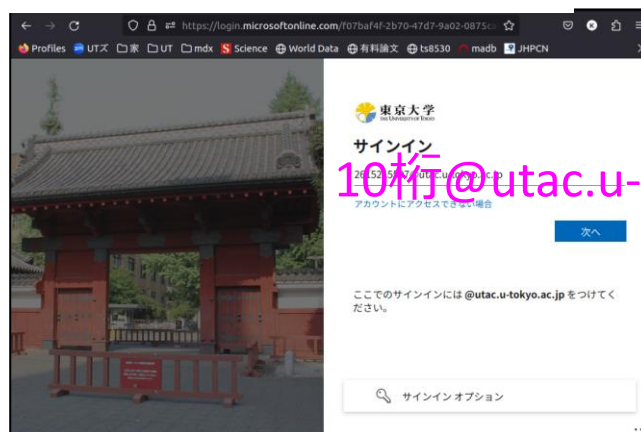 https://login.microsoftonline.com/f07baf4f-2b70-47d7-9a02-0875c
Profiles UTズ 家 UT mdx Science World Data 有料論文 ts8530 madb JHPCN
東京大学
THE UNIVERSITY OF TOKYO
サインイン
10桁@utac.u-
アカウントにアクセスできない場合
次へ
ここでのサインインには @utac.u-tokyo.ac.jp をつけてく
ださい。
サインイン オプション